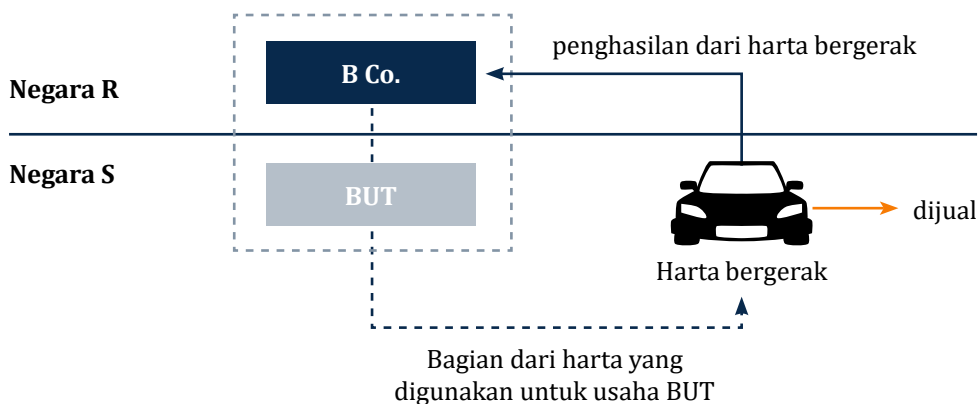 penghasilan dari harta bergerak
B Co.
Negara R
Negara S
BUT
dijual
Harta bergerak
Bagian dari harta yang
digunakan untuk usaha BUT